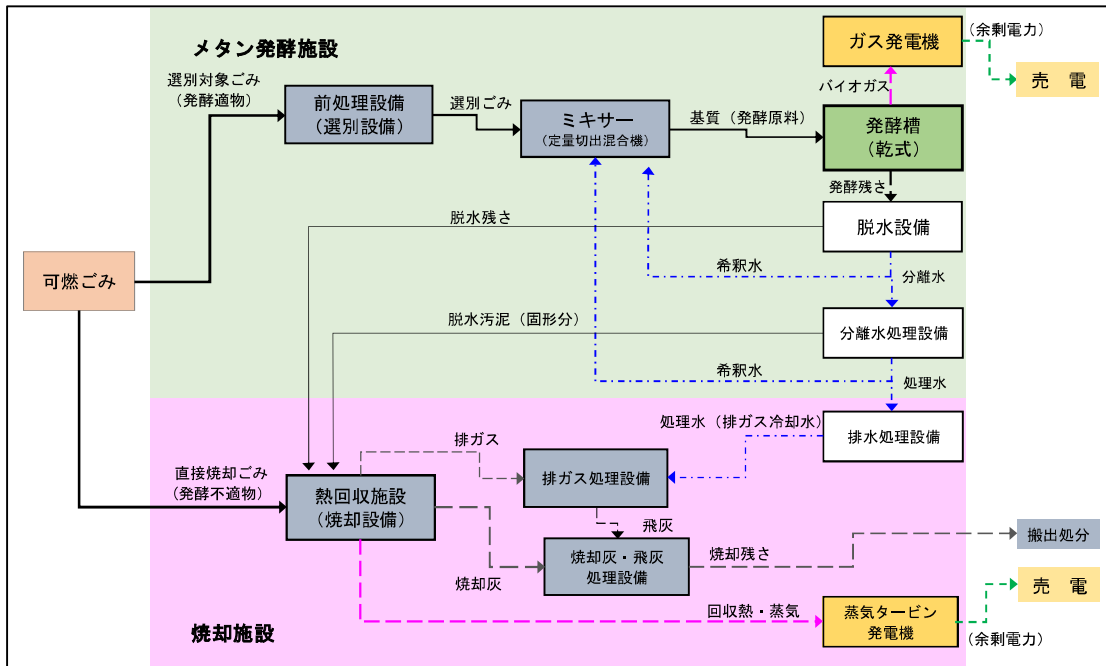 メタン発酵施設
ガス発電機
(余剰電力)
売　電
選別対象ごみ
(発酵適物)
前処理設備
(選別設備)
選別ごみ
ミキサー
(定量切出混合機)
基質（発酵原料）
バイオガス
発酵槽
(乾式)
発酵残さ
脱水残さ
脱水設備
可燃ごみ
希釈水
分離水
脱水汚泥（固形分）
分離水処理設備
希釈水
処理水
処理水（排ガス冷却水）
排水処理設備
排ガス
直接焼却ごみ
(発酵不適物)
熱回収施設
(焼却設備)
排ガス処理設備
飛灰
焼却灰・飛灰
処理設備
焼却残さ
搬出処分
焼却灰
売　電
回収熱・蒸気
蒸気タービン
発電機
(余剰電力)
焼却施設